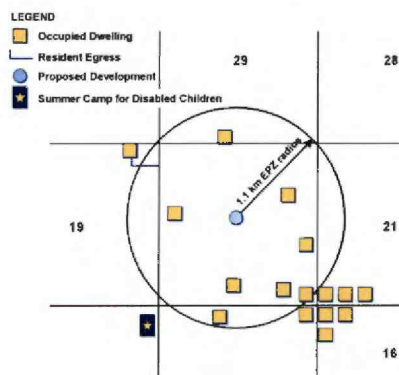 LEGEND
Occupied Dwelling
Resident Egress
Proposed Development
Summer Camp for Disabled Children
29
28
1.1 km EPZ radius
19
21
16